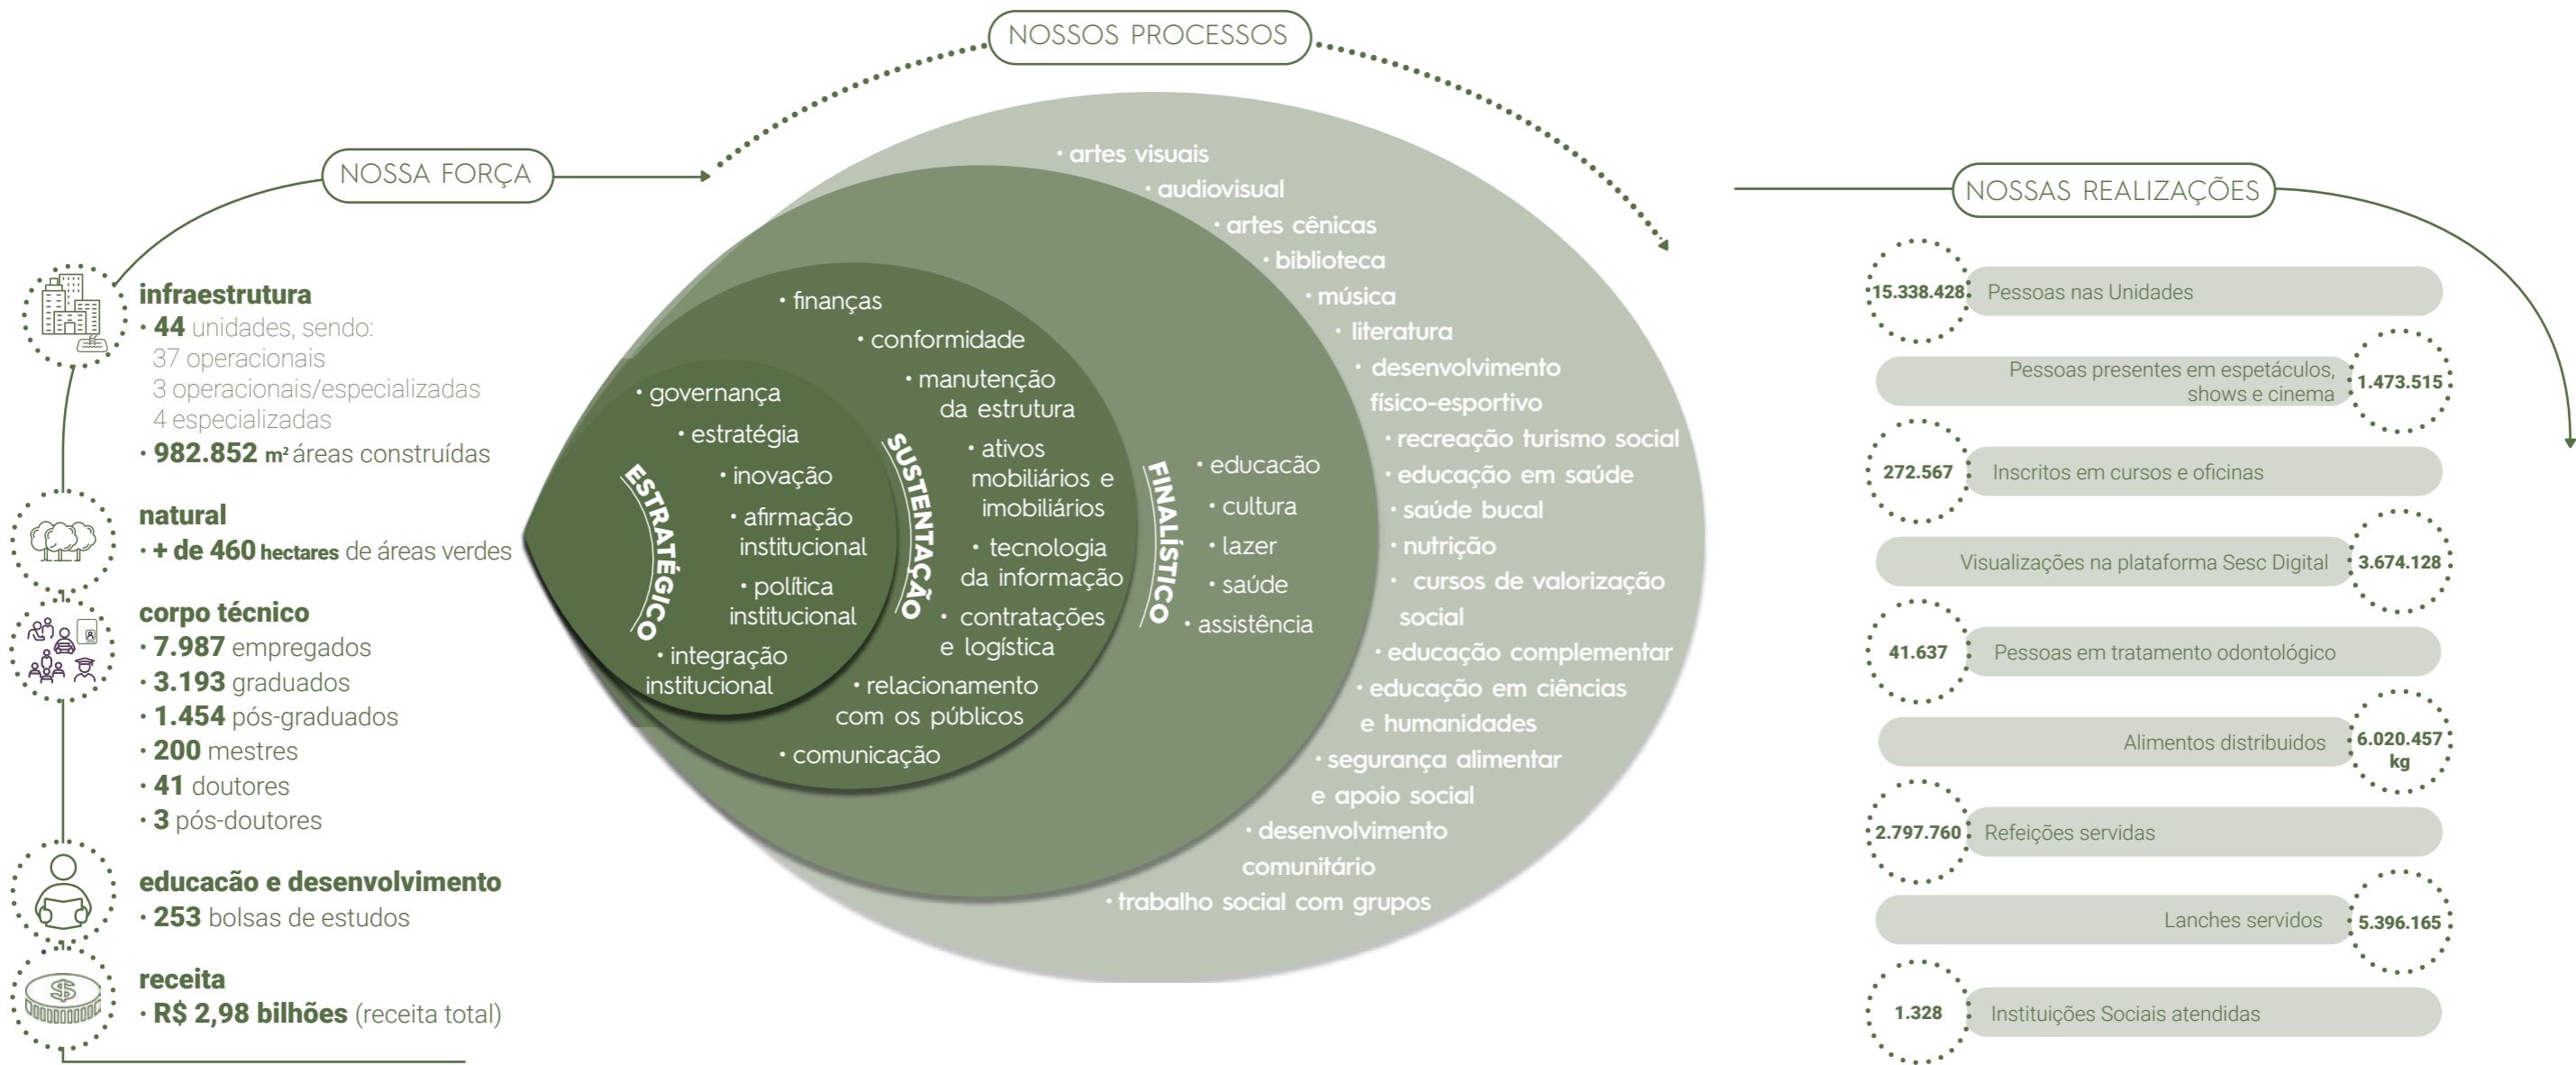 NOSSOS PROCESSOS
NOSSA FORÇA
infraestrutura
· 44 unidades, sendo:
37 operacionais
3 operacionais/especializadas
4 especializadas
· 982.852 m² áreas construídas
natural
· + de 460 hectares de áreas verdes
corpo técnico
· 7.987 empregados
· 3.193 graduados
· 1.454 pós-graduados
· 200 mestres
· 41 doutores
· 3 pós-doutores
educacão e desenvolvimento
· 253 bolsas de estudos
receita
· R$ 2,98 bilhões (receita total)
ESTRATÉGICO
· governança
· estratégia
· inovação
· afirmação
institucional
· política
institucional
· integração
institucional
SUSTENTAÇÃO
· finanças
· conformidade
· manutenção
da estrutura
· ativos
mobiliários e
imobiliários
· tecnologia
da informação
· contratações
e logística
· relacionamento
com os públicos
· comunicação
FINALÍSTICO
· educacão
· cultura
· lazer
· saúde
· assistência
· artes visuais
· audiovisual
· artes cênicas
· biblioteca
· música
· literatura
· desenvolvimento
físico-esportivo
· recreação turismo social
· educação em saúde
· saúde bucal
· nutrição
· cursos de valorização
social
· educação complementar
· educação em ciências
e humanidades
· segurança alimentar
e apoio social
· desenvolvimento
comunitário
· trabalho social com grupos
NOSSAS REALIZAÇÕES
15.338.428 Pessoas nas Unidades
Pessoas presentes em espetáculos,
shows e cinema 1.473.515
272.567 Inscritos em cursos e oficinas
Visualizações na plataforma Sesc Digital 3.674.128
41.637 Pessoas em tratamento odontológico
Alimentos distribuidos 6.020.457
kg
2.797.760 Refeições servidas
Lanches servidos 5.396.165
1.328 Instituições Sociais atendidas